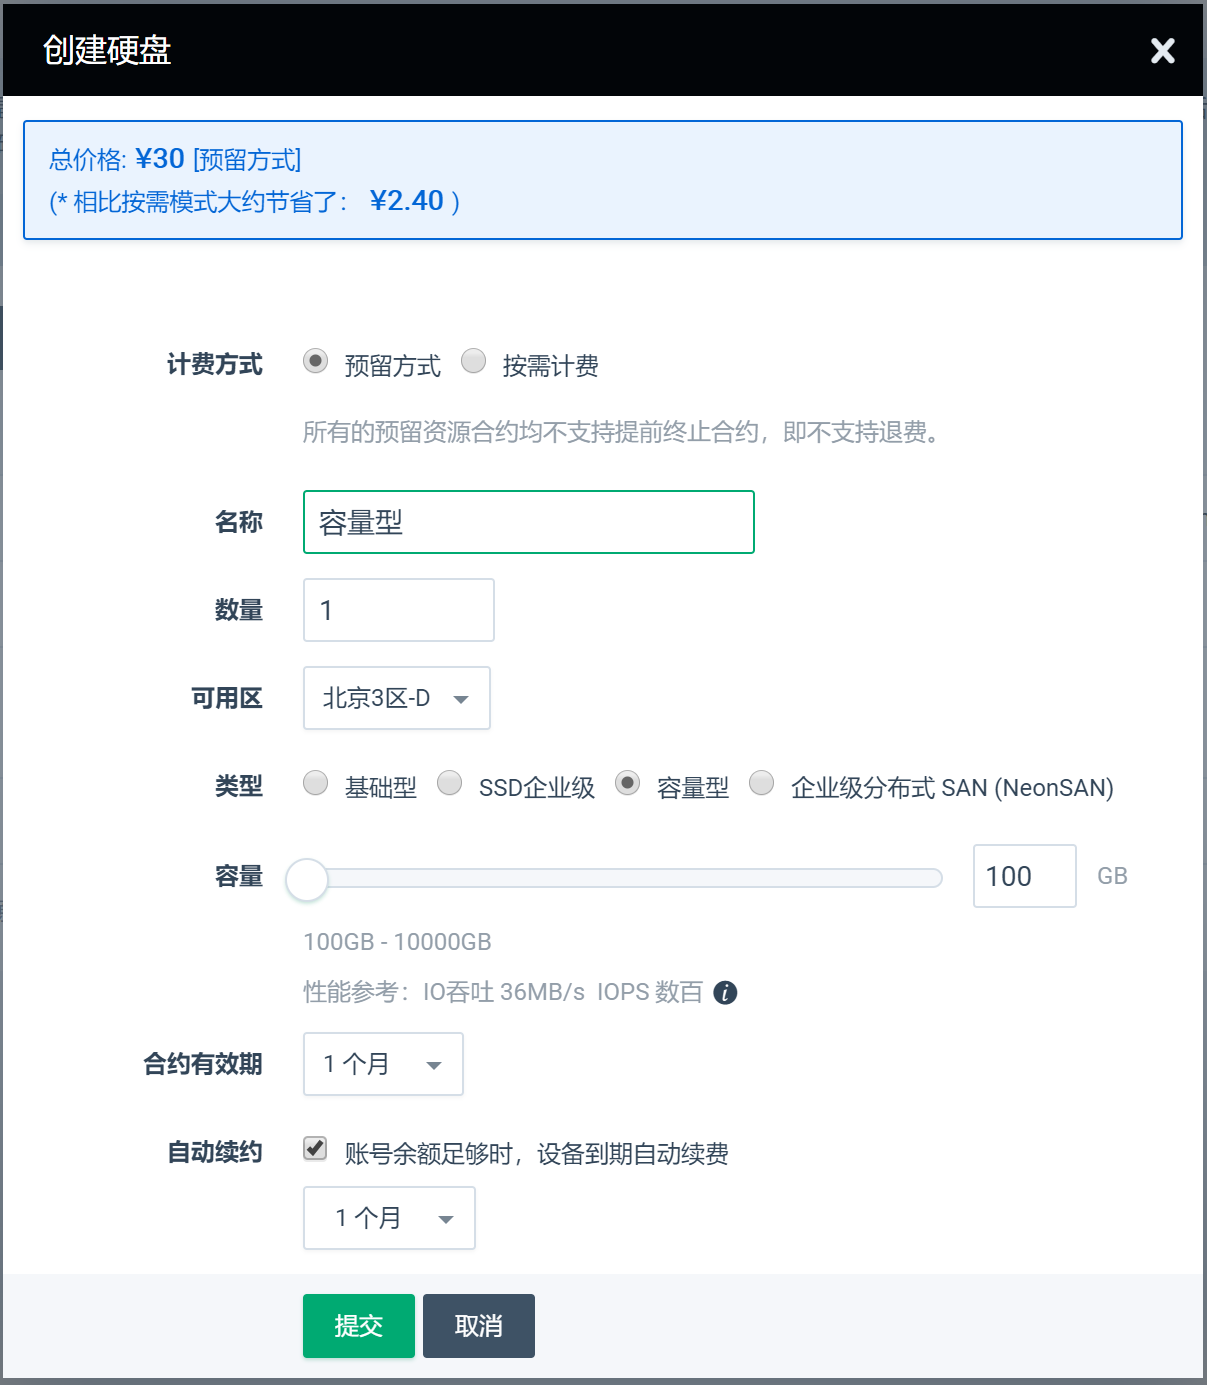 创建硬盘
总价格: ¥30 [预留方式]
(* 相比按需模式大约节省了： ¥2.40 )
计费方式 预留方式 按需计费
所有的预留资源合约均不支持提前终止合约，即不支持退费。
名称 容量型
数量 1
可用区 北京3区-D
类型 基础型 SSD企业级 容量型 企业级分布式 SAN (NeonSAN)
容量 100 GB
100GB - 10000GB
性能参考：IO吞吐 36MB/s IOPS 数百
合约有效期 1 个月
自动续约 账号余额足够时，设备到期自动续费
1 个月
提交 取消